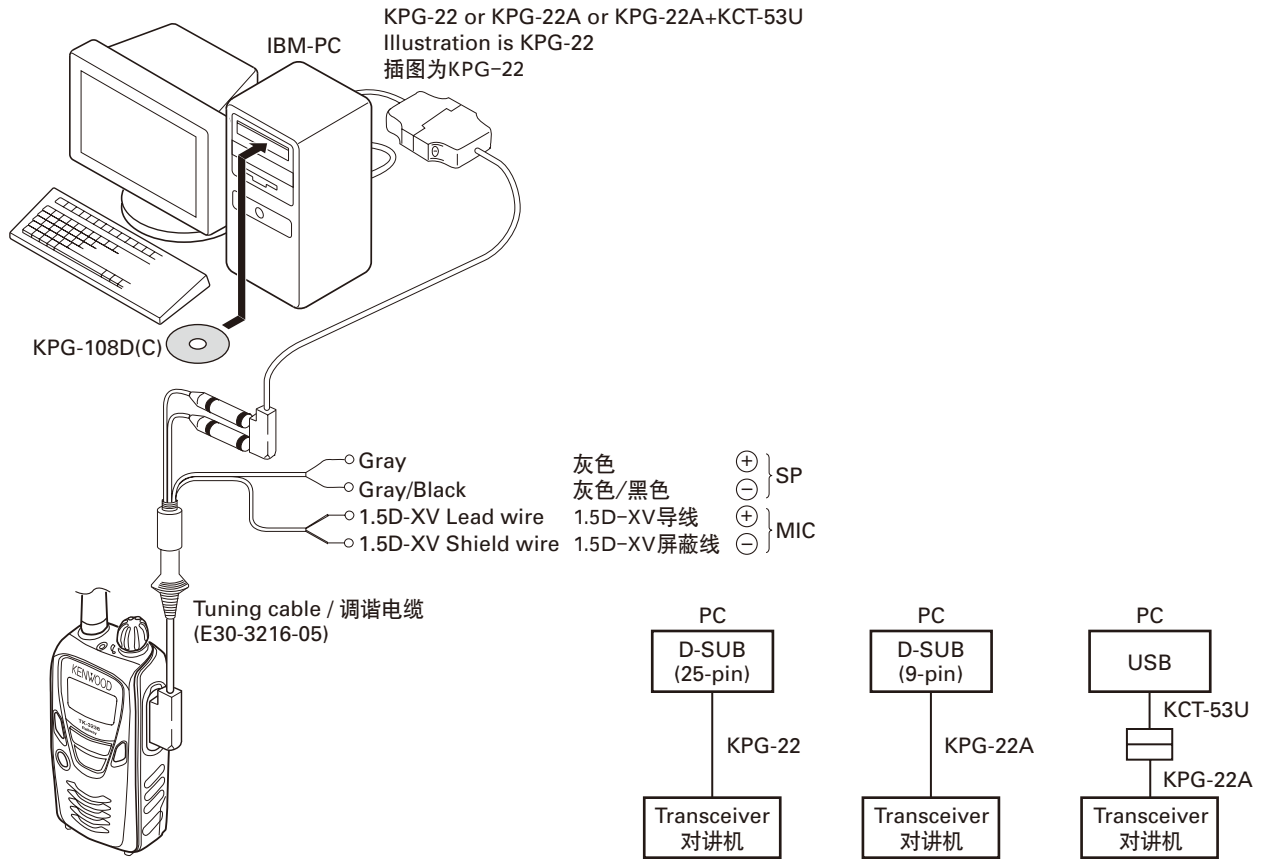 KPG-22 or KPG-22A or KPG-22A+KCT-53U
Illustration is KPG-22
插图为KPG-22
IBM-PC
KPG-108D(C)
Gray 灰色 ⊕
Gray/Black 灰色/黑色 ⊖
SP
1.5D-XV Lead wire 1.5D-XV导线 ⊕
1.5D-XV Shield wire 1.5D-XV屏蔽线 ⊖
MIC
Tuning cable / 调谐电缆
(E30-3216-05)
KENWOOD
PC
D-SUB
(25-pin)
KPG-22
Transceiver
对讲机
PC
D-SUB
(9-pin)
KPG-22A
Transceiver
对讲机
PC
USB
KCT-53U
KPG-22A
Transceiver
对讲机